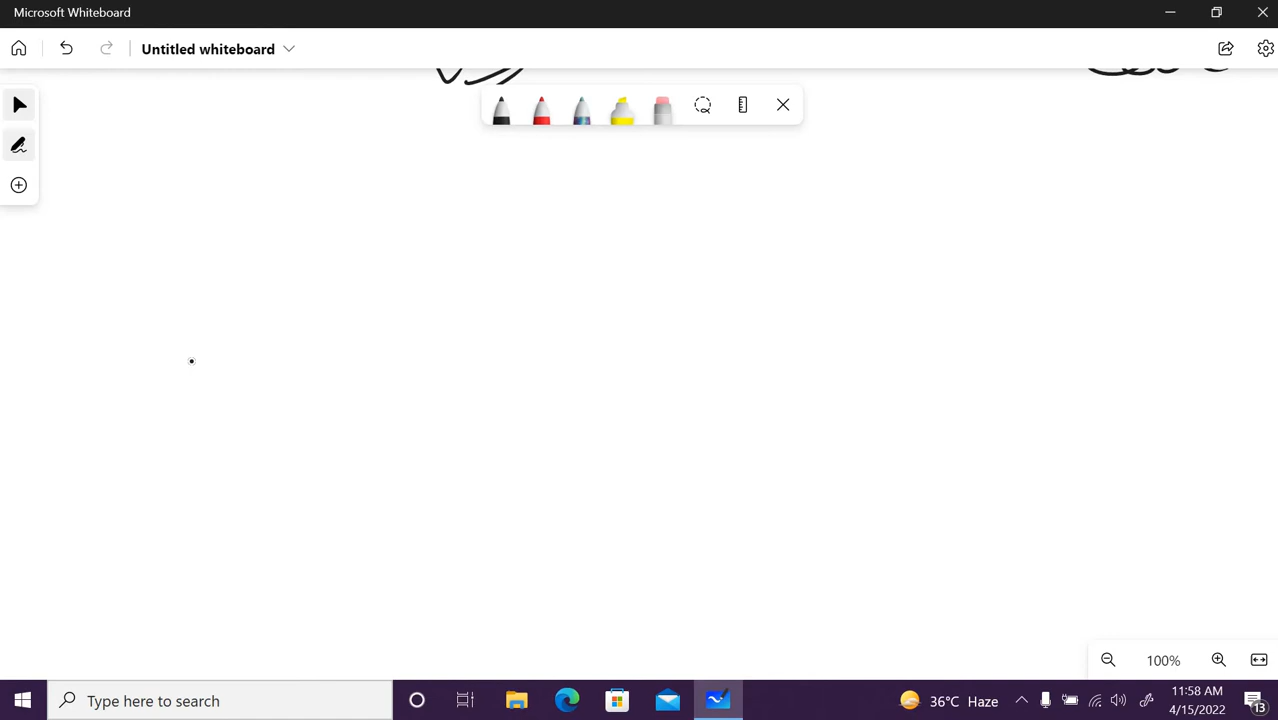 Microsoft Whiteboard
Untitled whiteboard
100%
Type here to search
36°C Haze
11:58 AM
4/15/2022
13